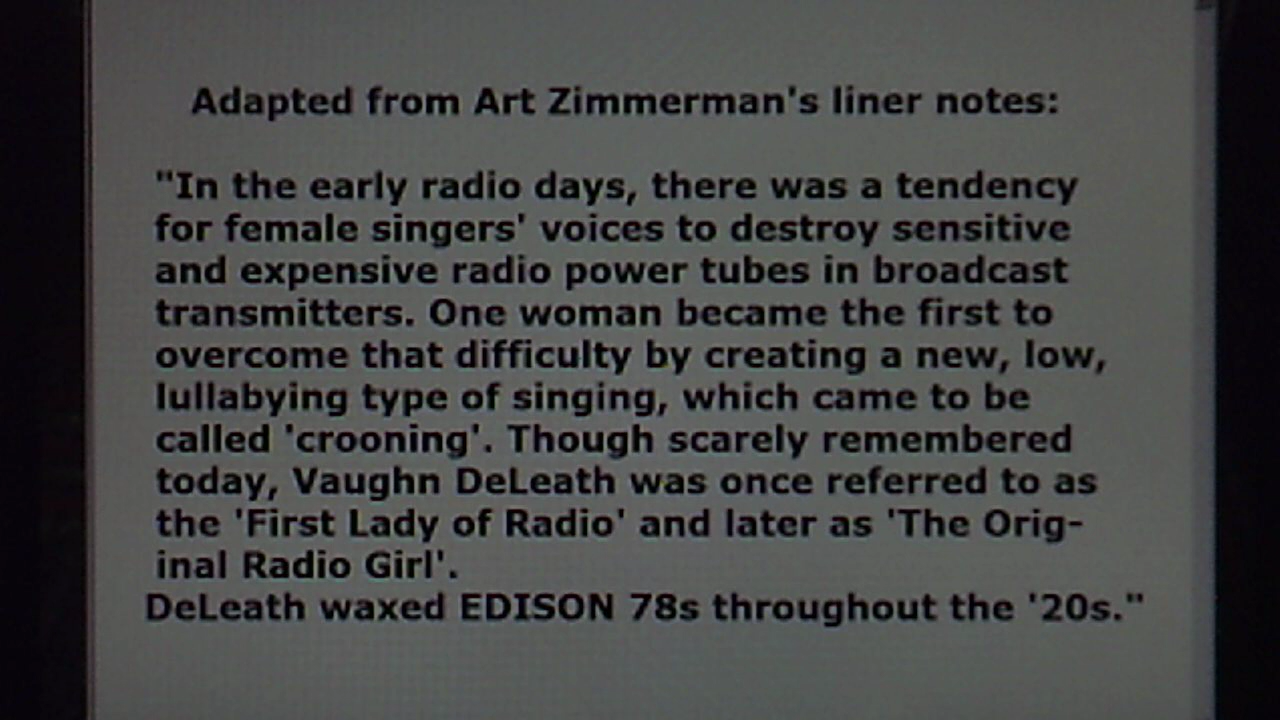 Adapted from Art Zimmerman's liner notes:
"In the early radio days, there was a tendency
for female singers' voices to destroy sensitive
and expensive radio power tubes in broadcast
transmitters. One woman became the first to
overcome that difficulty by creating a new, low,
lullabying type of singing, which came to be
called 'crooning'. Though scarely remembered
today, Vaughn DeLeath was once referred to as
the 'First Lady of Radio' and later as 'The Orig-
inal Radio Girl'.
DeLeath waxed EDISON 78s throughout the '20s."